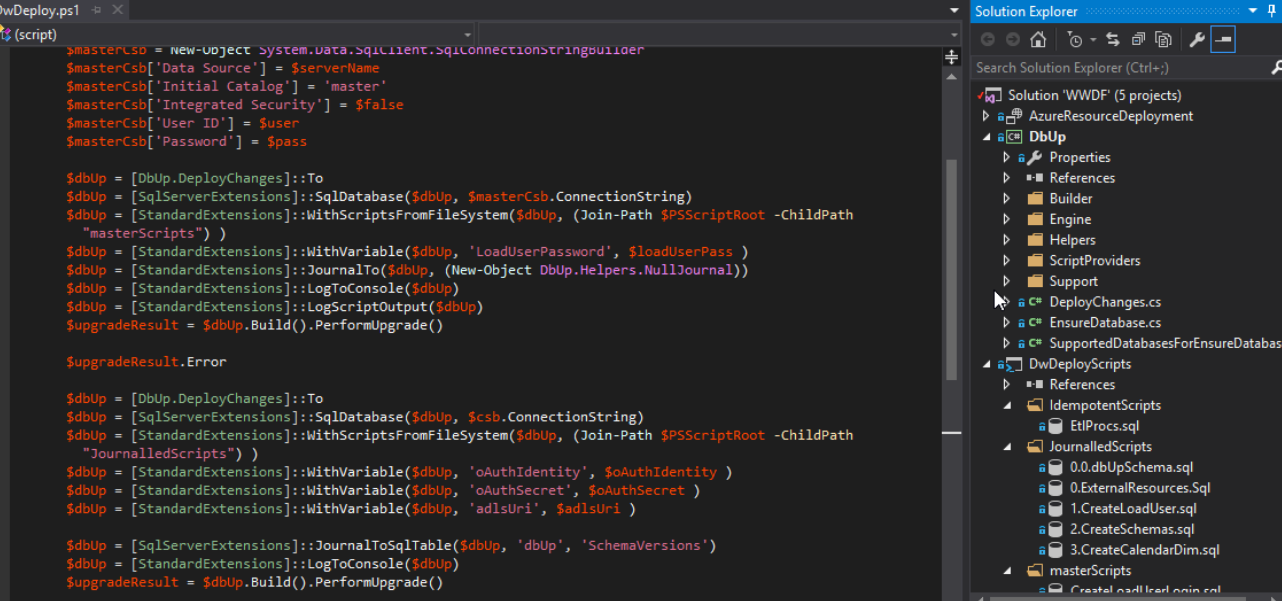 DwDeploy.ps1
(script)
$masterCsb = New-Object System.Data.SqlClient.SqlConnectionStringBuilder
$masterCsb['Data Source'] = $serverName
$masterCsb['Initial Catalog'] = 'master'
$masterCsb['Integrated Security'] = $false
$masterCsb['User ID'] = $user
$masterCsb['Password'] = $pass
$dbUp = [DbUp.DeployChanges]::To
$dbUp = [SqlServerExtensions]::SqlDatabase($dbUp, $masterCsb.ConnectionString)
$dbUp = [StandardExtensions]::WithScriptsFromFileSystem($dbUp, (Join-Path $PSScriptRoot -ChildPath
"masterScripts") )
$dbUp = [StandardExtensions]::WithVariable($dbUp, 'LoadUserPassword', $loadUserPass )
$dbUp = [StandardExtensions]::JournalTo($dbUp, (New-Object DbUp.Helpers.NullJournal))
$dbUp = [StandardExtensions]::LogToConsole($dbUp)
$dbUp = [StandardExtensions]::LogScriptOutput($dbUp)
$upgradeResult = $dbUp.Build().PerformUpgrade()
$upgradeResult.Error
$dbUp = [DbUp.DeployChanges]::To
$dbUp = [SqlServerExtensions]::SqlDatabase($dbUp, $csb.ConnectionString)
$dbUp = [StandardExtensions]::WithScriptsFromFileSystem($dbUp, (Join-Path $PSScriptRoot -ChildPath
"JournalledScripts") )
$dbUp = [StandardExtensions]::WithVariable($dbUp, 'oAuthIdentity', $oAuthIdentity )
$dbUp = [StandardExtensions]::WithVariable($dbUp, 'oAuthSecret', $oAuthSecret )
$dbUp = [StandardExtensions]::WithVariable($dbUp, 'adlsUri', $adlsUri )
$dbUp = [SqlServerExtensions]::JournalToSqlTable($dbUp, 'dbUp', 'SchemaVersions')
$dbUp = [StandardExtensions]::LogToConsole($dbUp)
$upgradeResult = $dbUp.Build().PerformUpgrade()
Solution Explorer
Search Solution Explorer (Ctrl+;)
Solution 'WWDF' (5 projects)
AzureResourceDeployment
C# DbUp
Properties
References
Builder
Engine
Helpers
ScriptProviders
Support
C# DeployChanges.cs
C# EnsureDatabase.cs
C# SupportedDatabasesForEnsureDatabas
DwDeployScripts
References
IdempotentScripts
EtlProcs.sql
JournalledScripts
0.0.dbUpSchema.sql
0.ExternalResources.Sql
1.CreateLoadUser.sql
2.CreateSchemas.sql
3.CreateCalendarDim.sql
masterScripts
CreateLoadUserLogin.sql